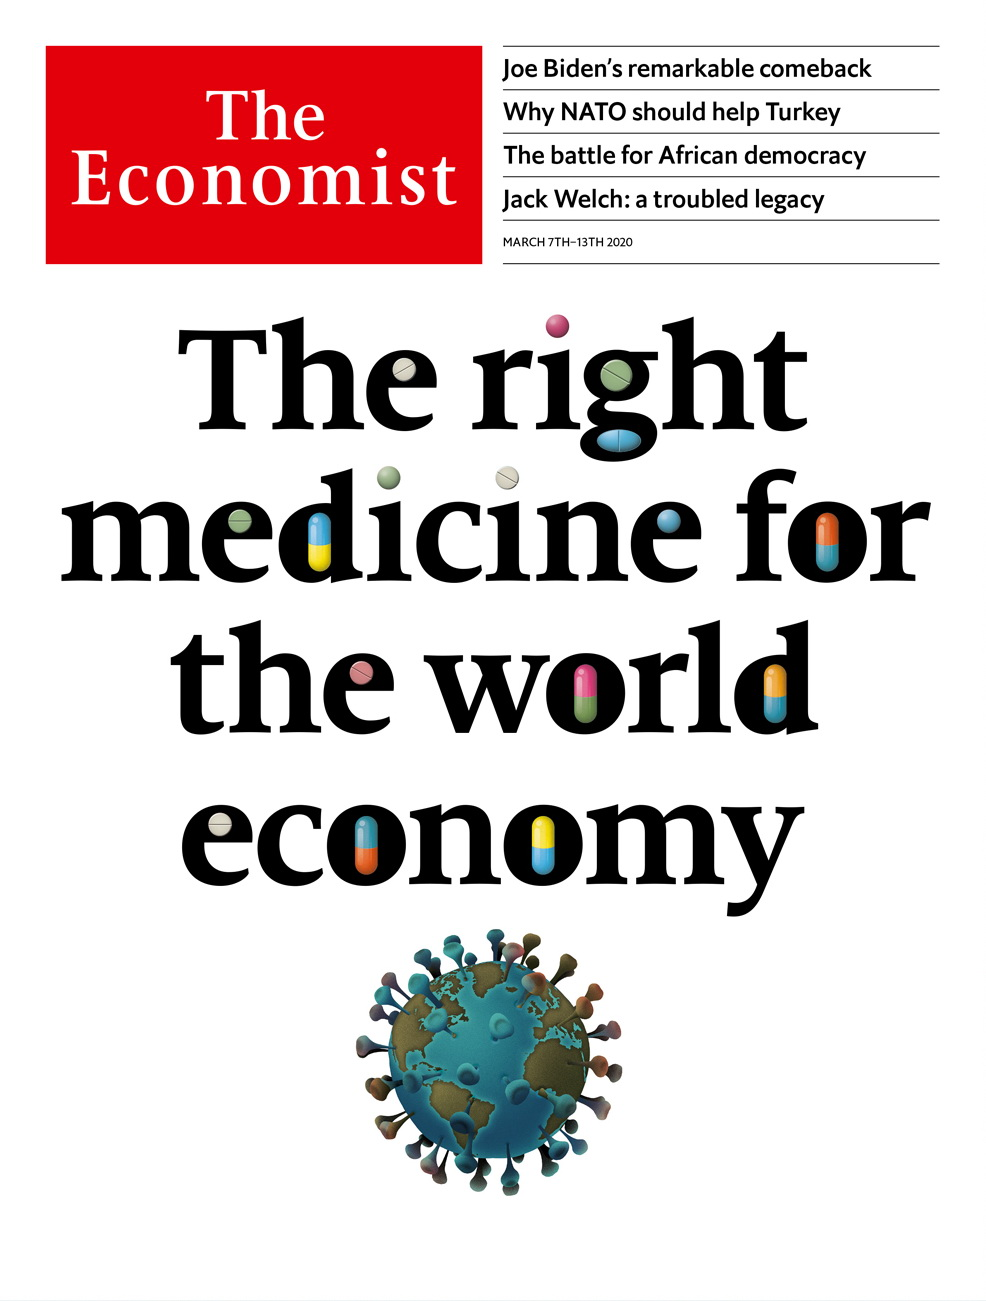 The
Economist
Joe Biden’s remarkable comeback
Why NATO should help Turkey
The battle for African democracy
Jack Welch: a troubled legacy
MARCH 7TH–13TH 2020
The right
medicine for
the world
economy